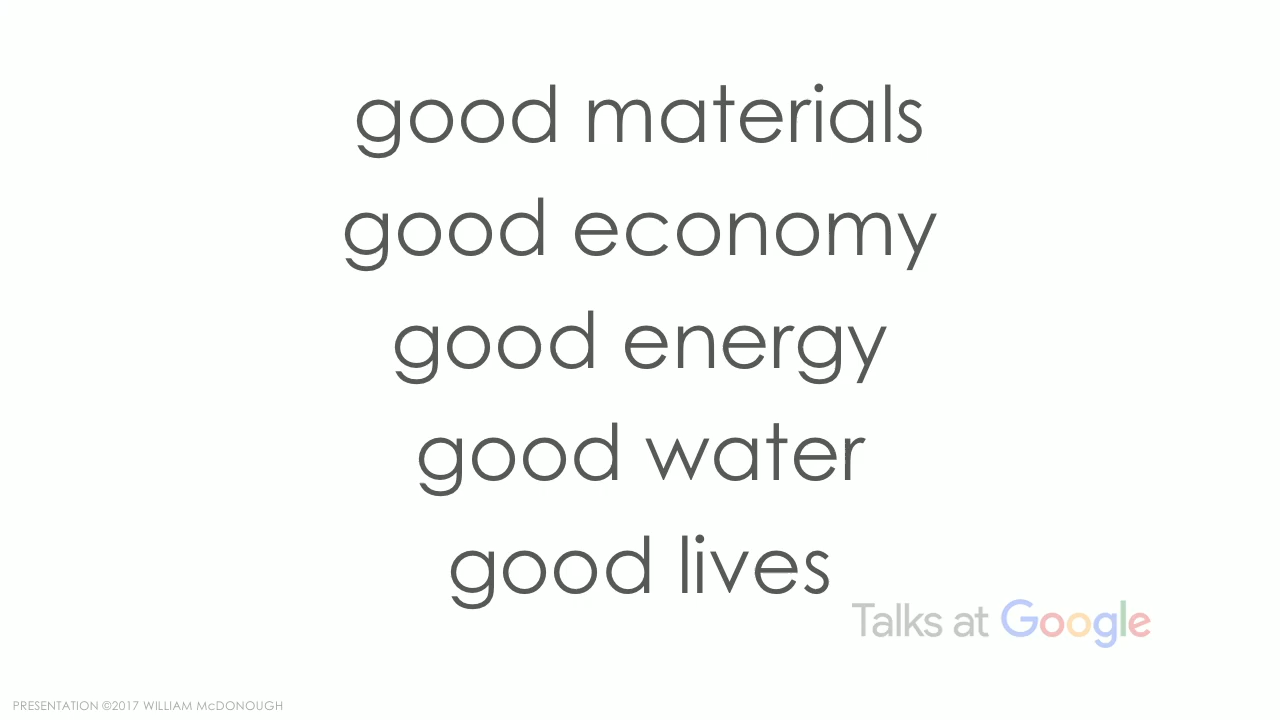 good materials
good economy
good energy
good water
good lives
Talks at Google
PRESENTATION ©2017 WILLIAM McDONOUGH